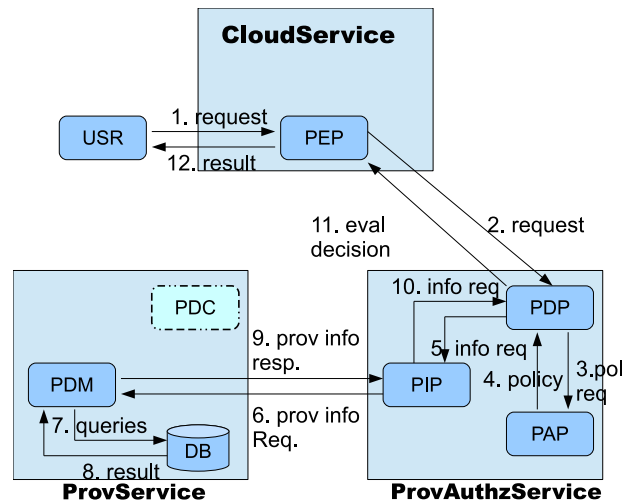 CloudService
1. request
USR
PEP
12. result
11. eval
decision
2. request
PDC
10. info req
PDP
9. prov info
resp.
5. info req
3.pol
req
PDM
PIP
4. policy
6. prov info
Req.
7. queries
DB
PAP
8. result
ProvService
ProvAuthzService